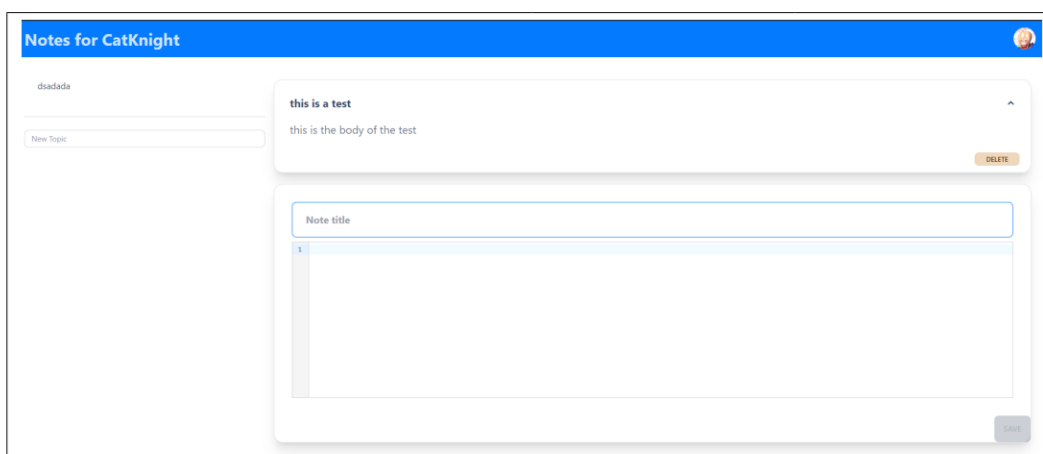 Notes for CatKnight
dsadada
New Topic
this is a test
this is the body of the test
DELETE
Note title
1
SAVE